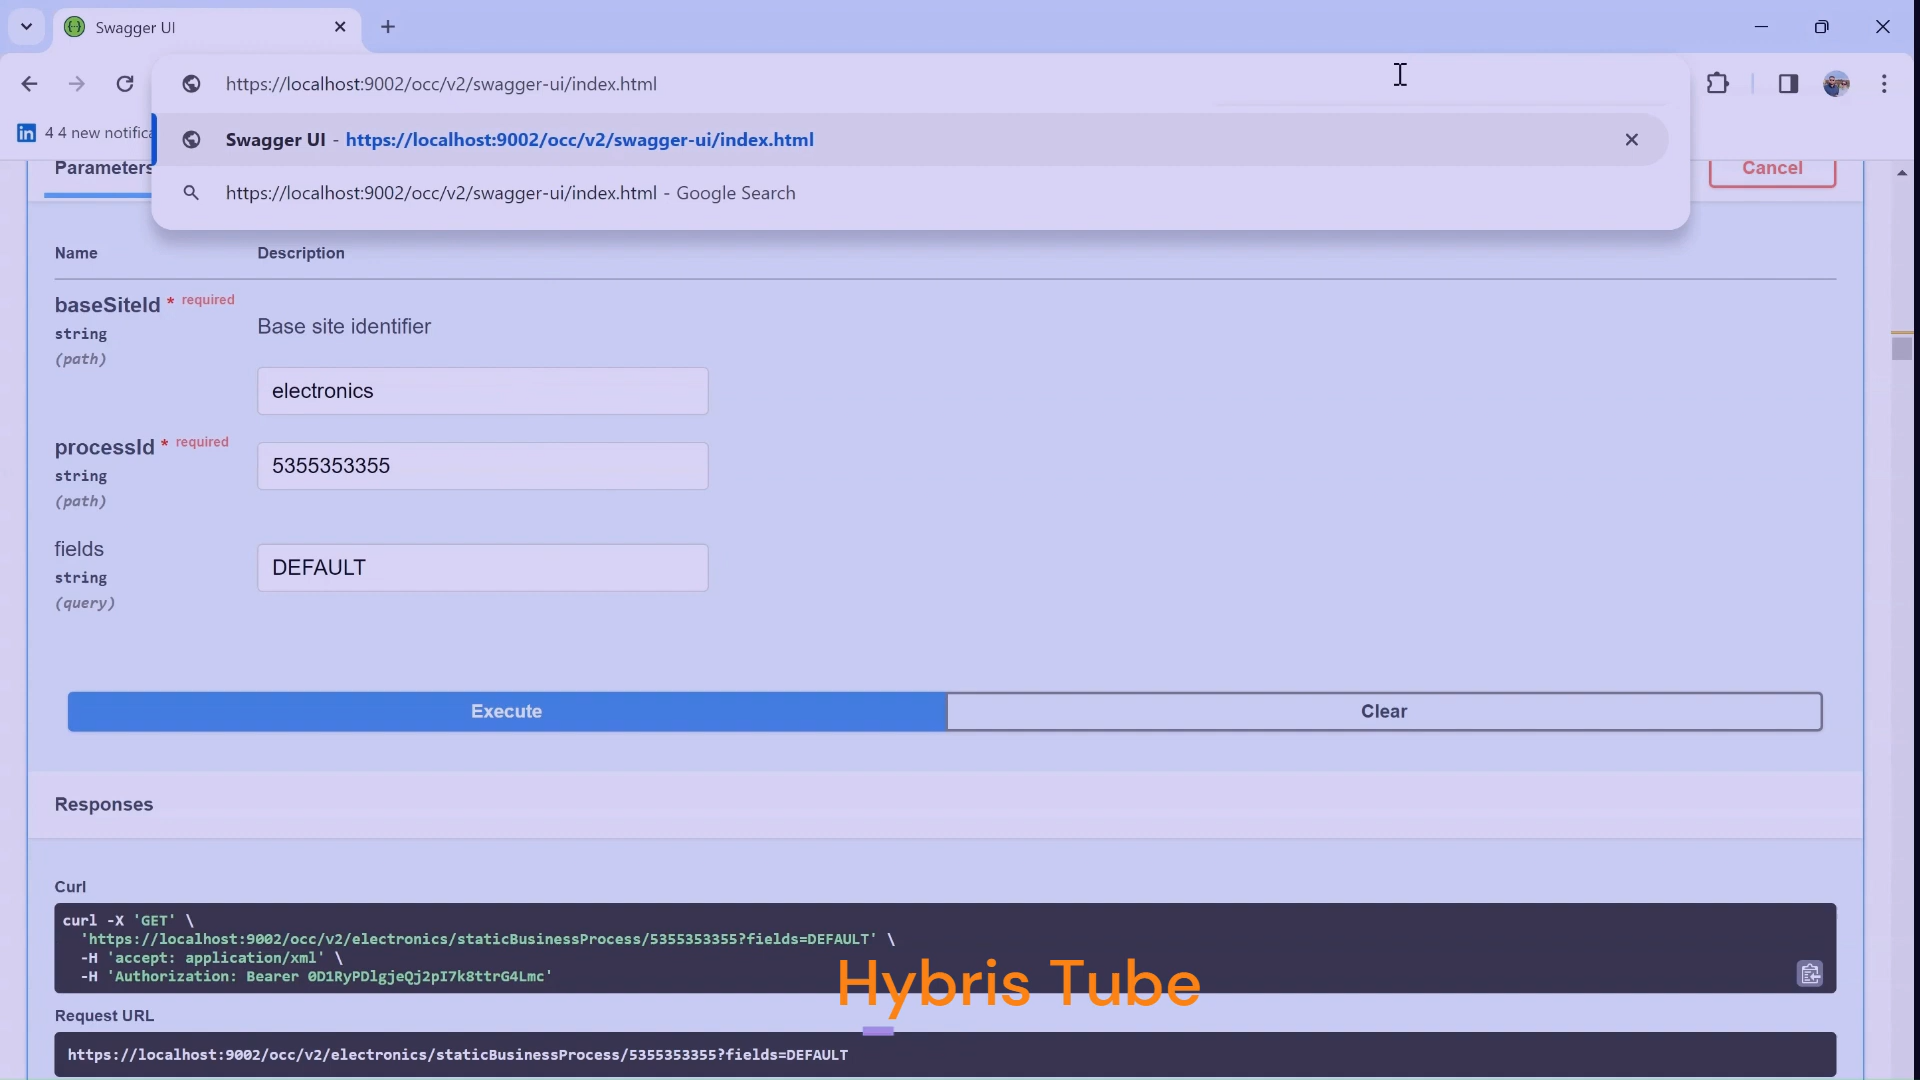 Swagger UI
https://localhost:9002/occ/v2/swagger-ui/index.html
4 4 new notifica
Swagger UI - https://localhost:9002/occ/v2/swagger-ui/index.html
https://localhost:9002/occ/v2/swagger-ui/index.html - Google Search
Parameters
Cancel
Name Description
baseSiteId * required
string
(path)
Base site identifier
electronics
processId * required
string
(path)
5355353355
fields
string
(query)
DEFAULT
Execute Clear
Responses
Curl
curl -X 'GET' \
'https://localhost:9002/occ/v2/electronics/staticBusinessProcess/5355353355?fields=DEFAULT' \
-H 'accept: application/xml' \
-H 'Authorization: Bearer 0D1RyPDlgjeQj2pI7k8ttrG4Lmc'
Hybris Tube
Request URL
https://localhost:9002/occ/v2/electronics/staticBusinessProcess/5355353355?fields=DEFAULT